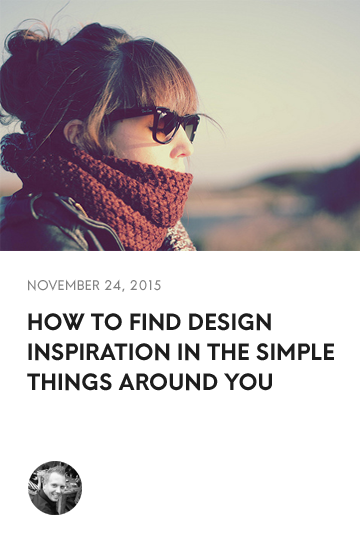 NOVEMBER 24, 2015
HOW TO FIND DESIGN
INSPIRATION IN THE SIMPLE
THINGS AROUND YOU